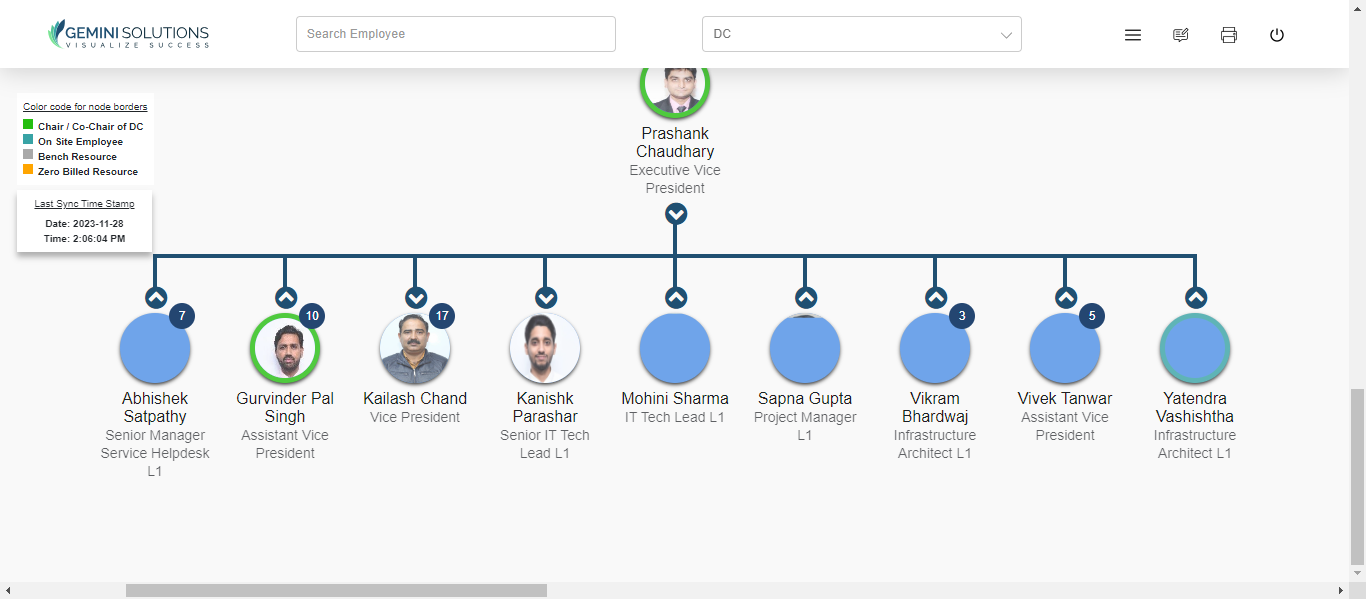 GEMINI SOLUTIONS
VISUALIZE SUCCESS
Search Employee
DC
Color code for node borders
Chair / Co-Chair of DC
On Site Employee
Bench Resource
Zero Billed Resource
Last Sync Time Stamp
Date: 2023-11-28
Time: 2:06:04 PM
Prashank
Chaudhary
Executive Vice
President
7
Abhishek
Satpathy
Senior Manager
Service Helpdesk
L1
10
Gurvinder Pal
Singh
Assistant Vice
President
17
Kailash Chand
Vice President
Kanishk
Parashar
Senior IT Tech
Lead L1
Mohini Sharma
IT Tech Lead L1
Sapna Gupta
Project Manager
L1
3
Vikram
Bhardwaj
Infrastructure
Architect L1
5
Vivek Tanwar
Assistant Vice
President
Yatendra
Vashishtha
Infrastructure
Architect L1